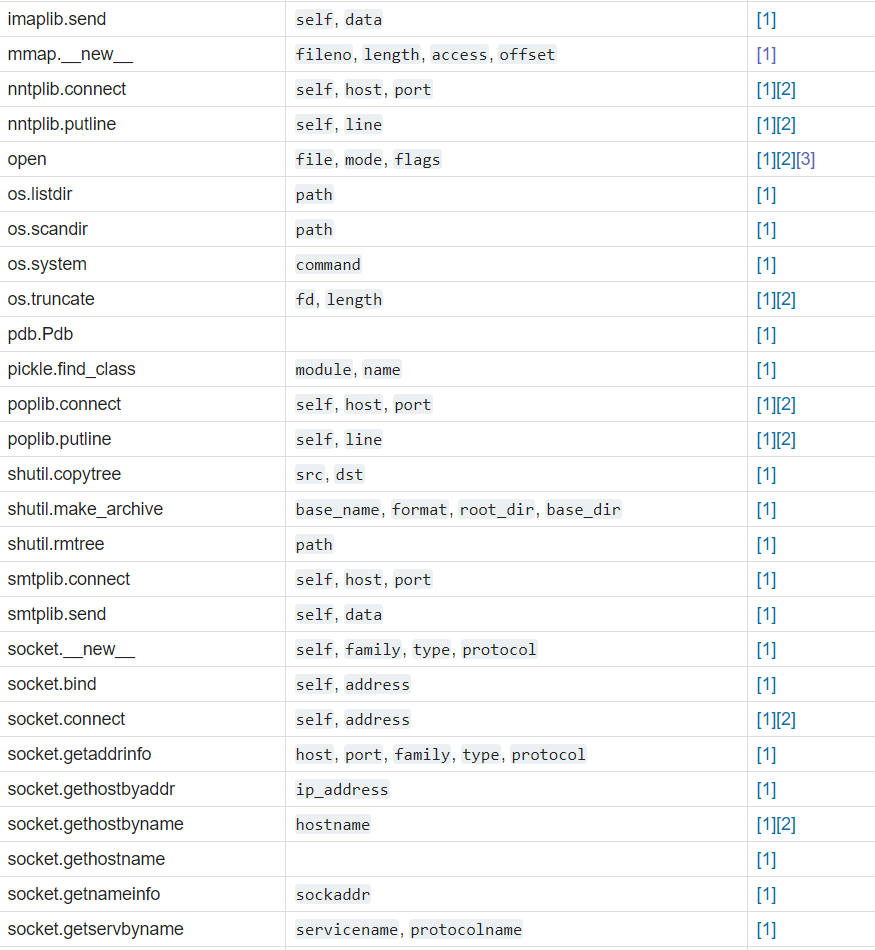 imaplib.send self, data [1]
mmap.__new__ fileno, length, access, offset [1]
nntplib.connect self, host, port [1][2]
nntplib.putline self, line [1][2]
open file, mode, flags [1][2][3]
os.listdir path [1]
os.scandir path [1]
os.system command [1]
os.truncate fd, length [1][2]
pdb.Pdb [1]
pickle.find_class module, name [1]
poplib.connect self, host, port [1][2]
poplib.putline self, line [1][2]
shutil.copytree src, dst [1]
shutil.make_archive base_name, format, root_dir, base_dir [1]
shutil.rmtree path [1]
smtplib.connect self, host, port [1]
smtplib.send self, data [1]
socket.__new__ self, family, type, protocol [1]
socket.bind self, address [1]
socket.connect self, address [1][2]
socket.getaddrinfo host, port, family, type, protocol [1]
socket.gethostbyaddr ip_address [1]
socket.gethostbyname hostname [1][2]
socket.gethostname [1]
socket.getnameinfo sockaddr [1]
socket.getservbyname servicename, protocolname [1]